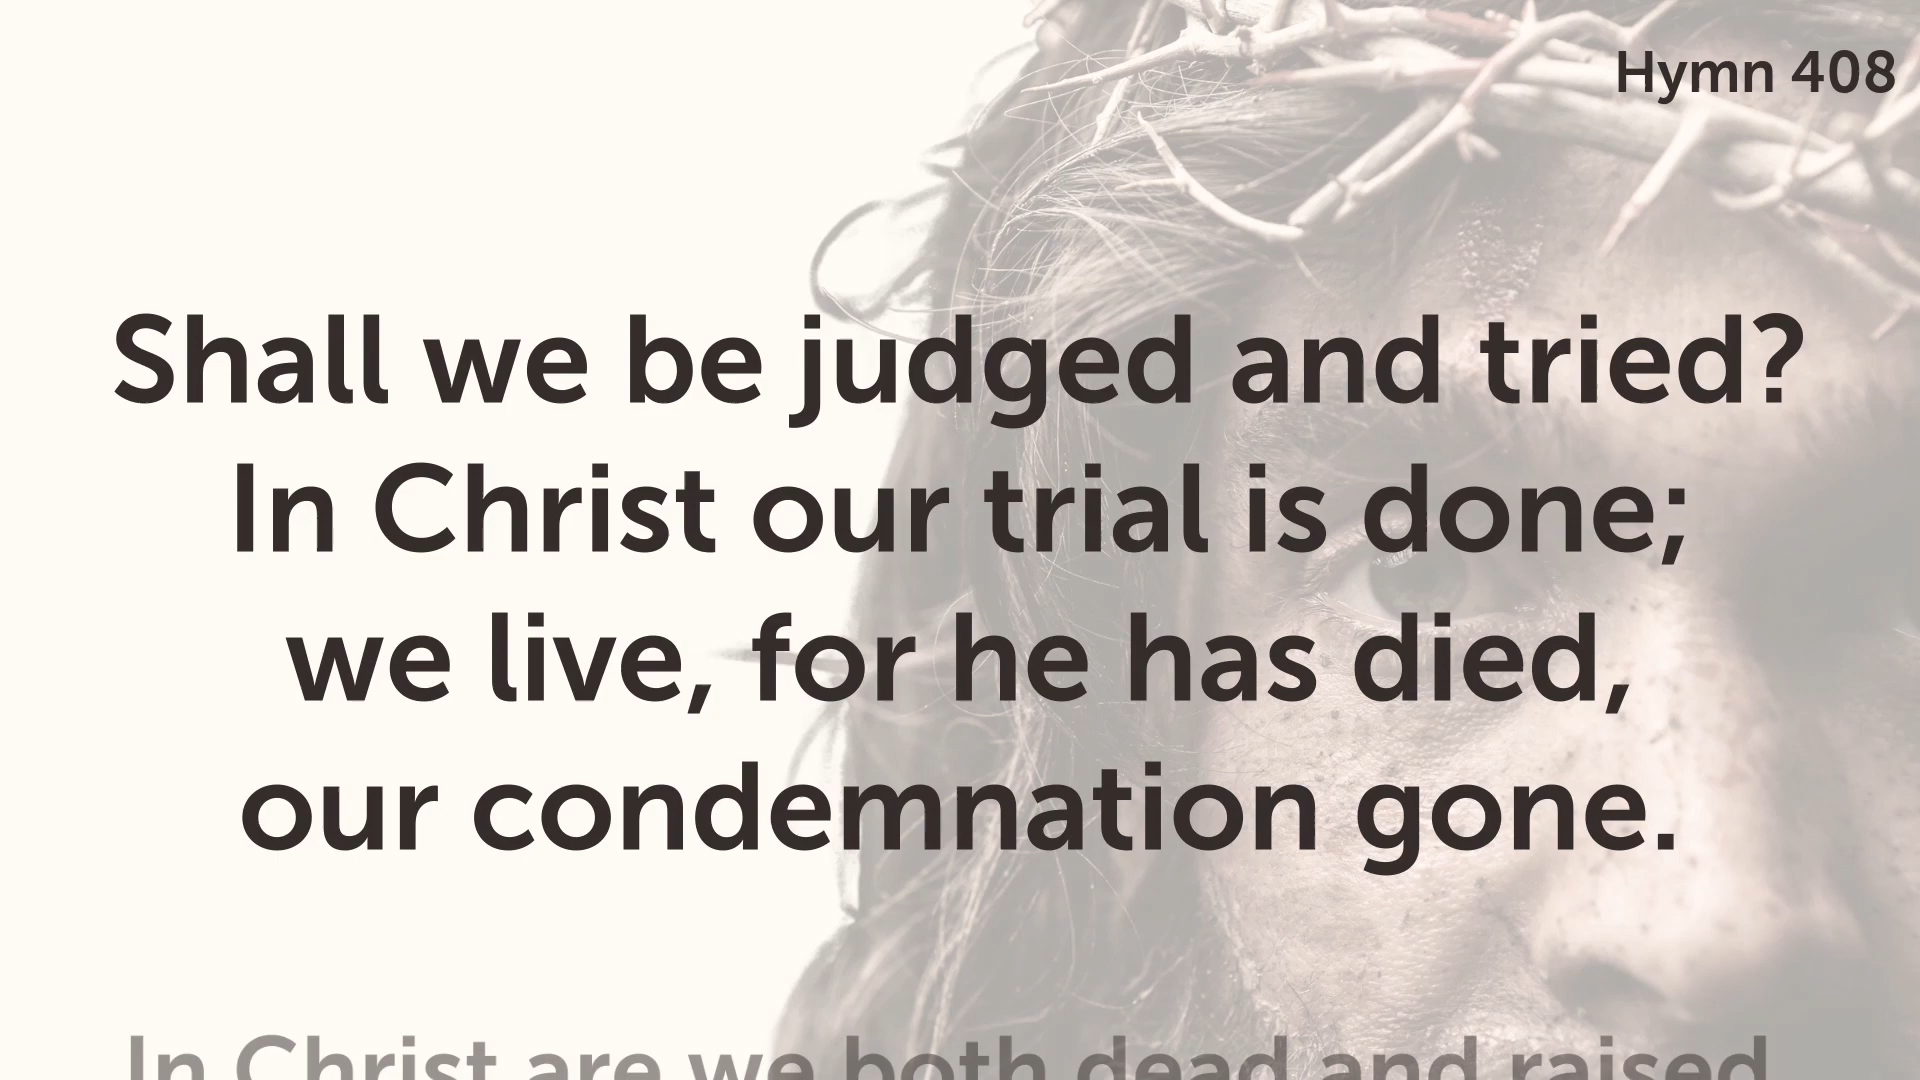 Hymn 408
Shall we be judged and tried?
In Christ our trial is done;
we live, for he has died,
our condemnation gone.
In Christ are we both dead and raised